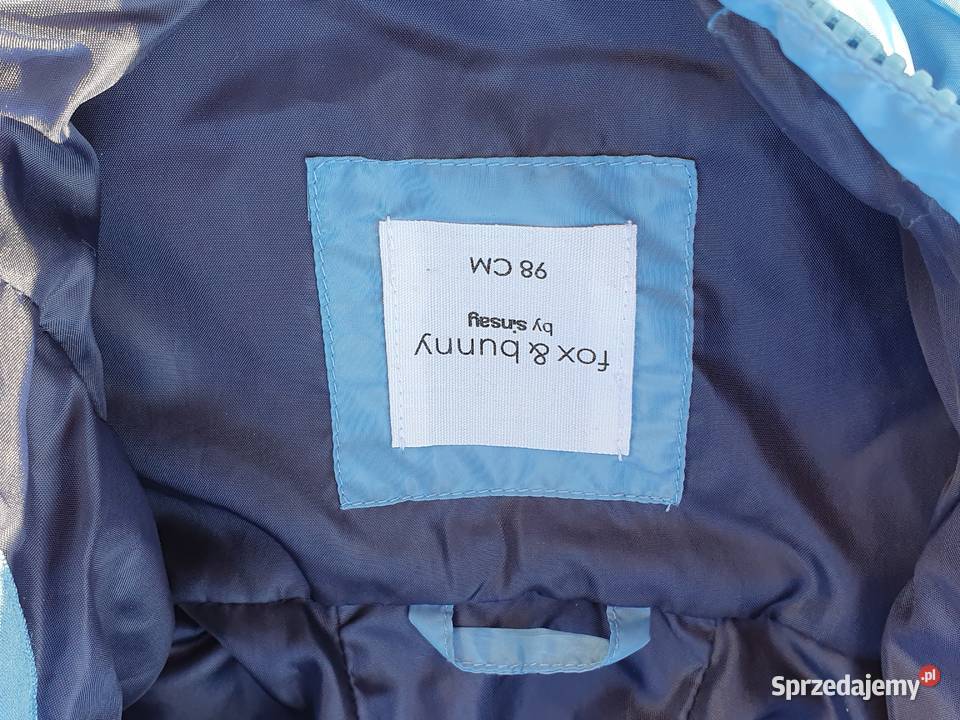 fox & bunny
by sinsay
98 CM
Sprzedajemy.pl